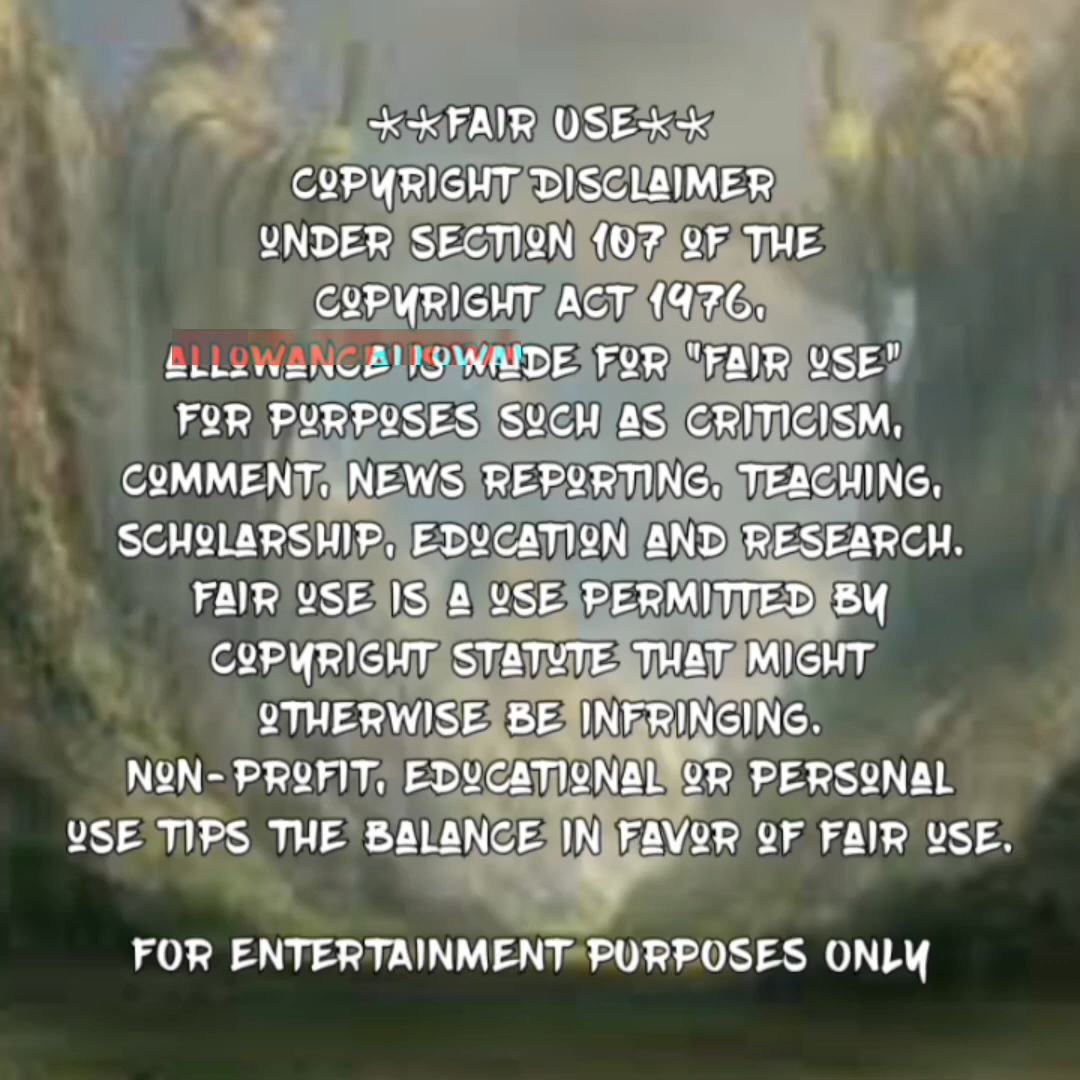 **FAIR USE**
COPYRIGHT DISCLAIMER
UNDER SECTION 107 OF THE
COPYRIGHT ACT 1976,
ALLOWANCE IS MADE FOR "FAIR USE"
FOR PURPOSES SUCH AS CRITICISM,
COMMENT, NEWS REPORTING, TEACHING,
SCHOLARSHIP, EDUCATION AND RESEARCH.
FAIR USE IS A USE PERMITTED BY
COPYRIGHT STATUTE THAT MIGHT
OTHERWISE BE INFRINGING.
NON-PROFIT, EDUCATIONAL OR PERSONAL
USE TIPS THE BALANCE IN FAVOR OF FAIR USE.
FOR ENTERTAINMENT PURPOSES ONLY